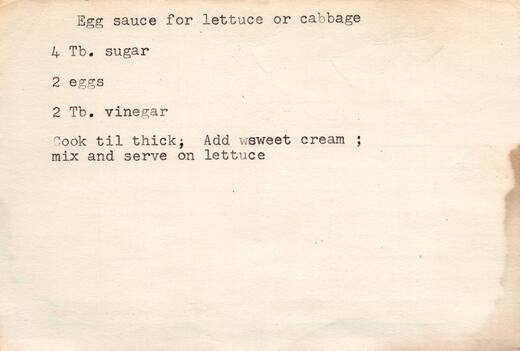 Egg sauce for lettuce or cabbage
4 Tb. sugar
2 eggs
2 Tb. vinegar
Cook til thick; Add wsweet cream ;
mix and serve on lettuce